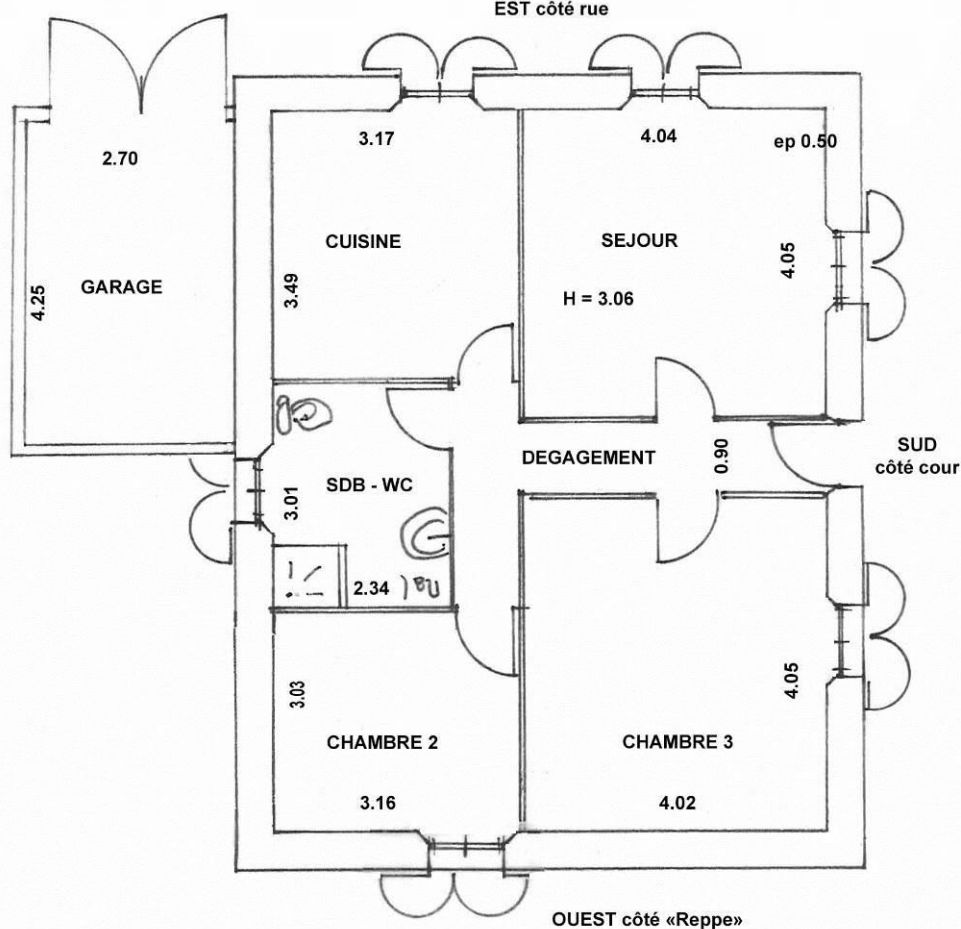 EST côté rue
2.70
3.17
4.04
ep 0.50
CUISINE
SEJOUR
4.05
GARAGE
4.25
3.49
H = 3.06
DEGAGEMENT
0.90
SUD
côté cour
SDB - WC
3.01
2.34
3.03
4.05
CHAMBRE 2
CHAMBRE 3
3.16
4.02
OUEST côté «Reppe»